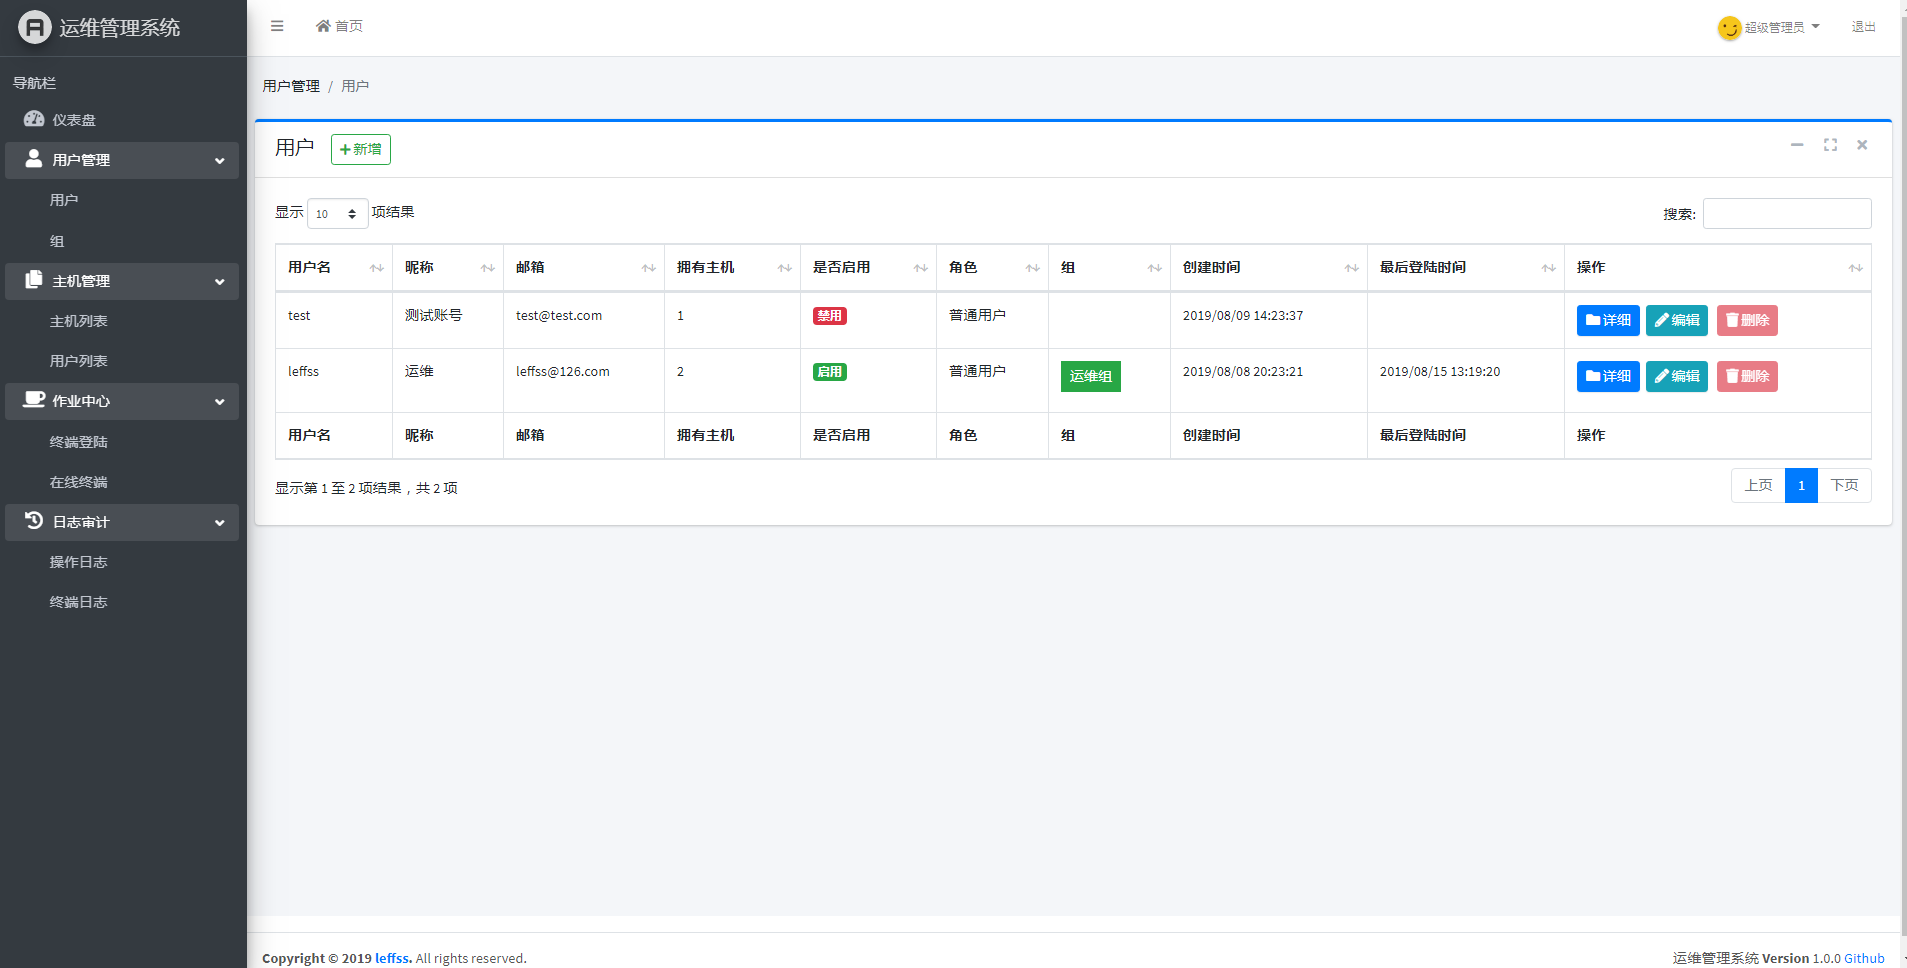 运维管理系统
首页
超级管理员
退出
导航栏
仪表盘
用户管理
用户
组
主机管理
主机列表
用户列表
作业中心
终端登陆
在线终端
日志审计
操作日志
终端日志
用户管理 / 用户
用户 新增
显示 10 项结果
搜索:
用户名 昵称 邮箱 拥有主机 是否启用 角色 组 创建时间 最后登陆时间 操作
test 测试账号 test@test.com 1 禁用 普通用户 2019/08/09 14:23:37 详细 编辑 删除
leffss 运维 leffss@126.com 2 启用 普通用户 运维组 2019/08/08 20:23:21 2019/08/15 13:19:20 详细 编辑 删除
用户名 昵称 邮箱 拥有主机 是否启用 角色 组 创建时间 最后登陆时间 操作
显示第 1 至 2 项结果，共 2 项
上页 1 下页
Copyright © 2019 leffss. All rights reserved.
运维管理系统 Version 1.0.0 Github